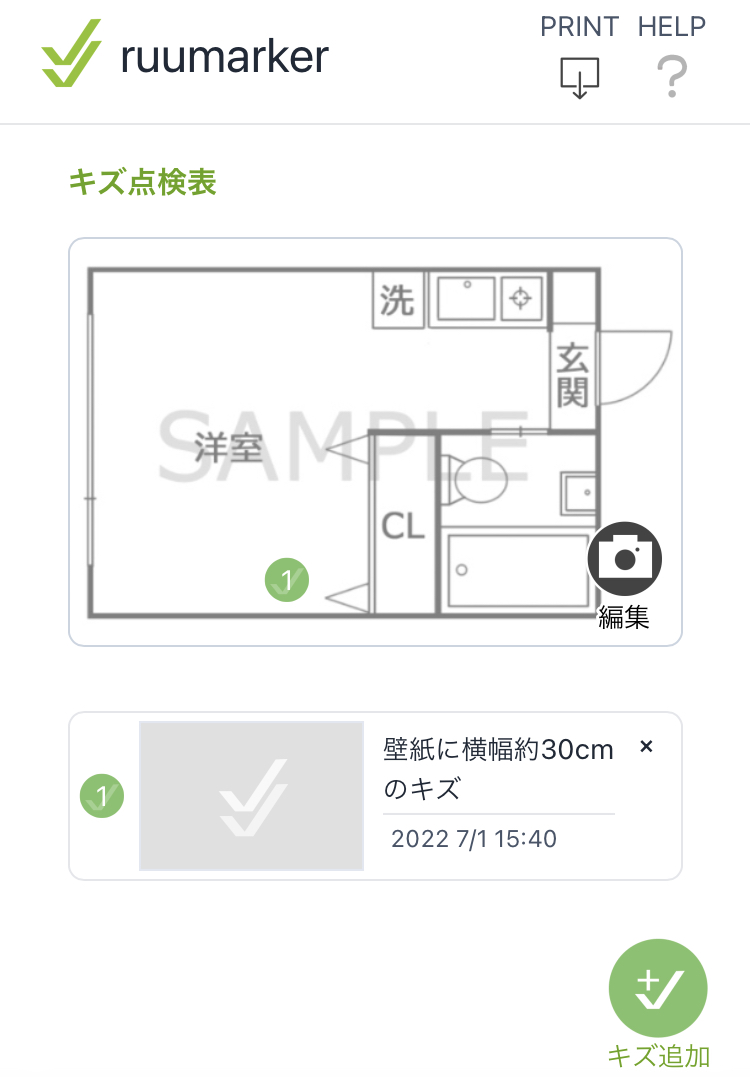 PRINT HELP
ruumarker
キズ点検表
洗
玄関
SAMPLE
洋室
CL
1
編集
1
壁紙に横幅約30cm
のキズ
×
2022 7/1 15:40
キズ追加